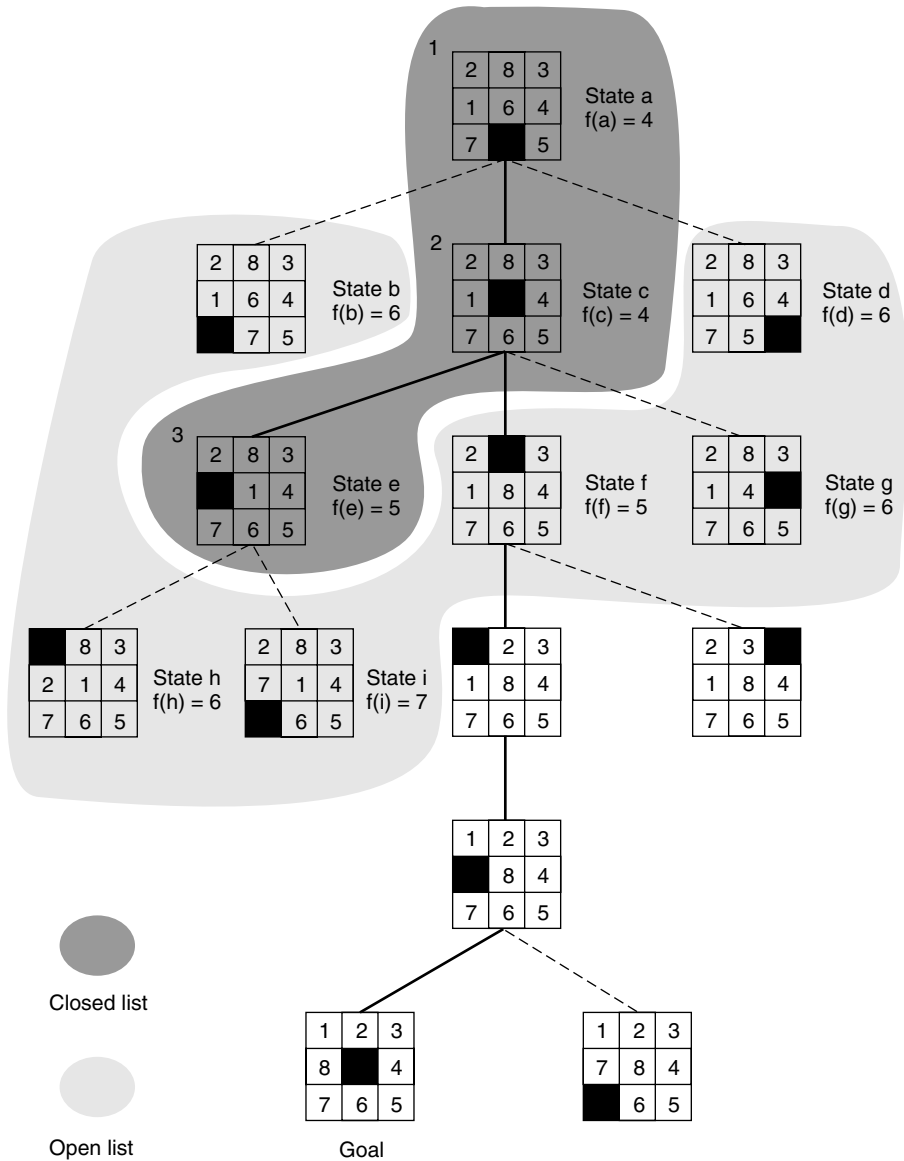 1
2 8 3
1 6 4
7 5
State a
f(a) = 4
2 8 3
1 6 4
7 5
State b
f(b) = 6
2
2 8 3
1 4
7 6 5
State c
f(c) = 4
2 8 3
1 6 4
7 5
State d
f(d) = 6
3
2 8 3
1 4
7 6 5
State e
f(e) = 5
2 3
1 8 4
7 6 5
State f
f(f) = 5
2 8 3
1 4
7 6 5
State g
f(g) = 6
8 3
2 1 4
7 6 5
State h
f(h) = 6
2 8 3
7 1 4
6 5
State i
f(i) = 7
2 3
1 8 4
7 6 5
2 3
1 8 4
7 6 5
1 2 3
8 4
7 6 5
Closed list
1 2 3
8 4
7 6 5
Goal
1 2 3
7 8 4
6 5
Open list